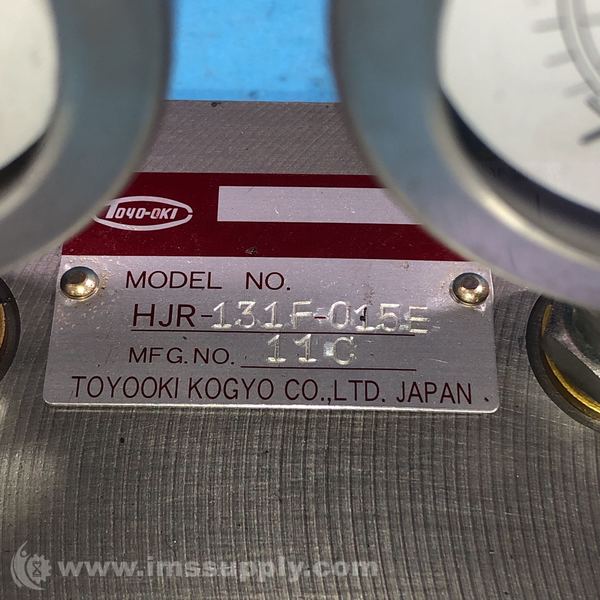 TOYO-OKI
MODEL NO.
HJR-131F-015E
MFG.NO. 11C
TOYOOKI KOGYO CO.,LTD. JAPAN
www.imssupply.com